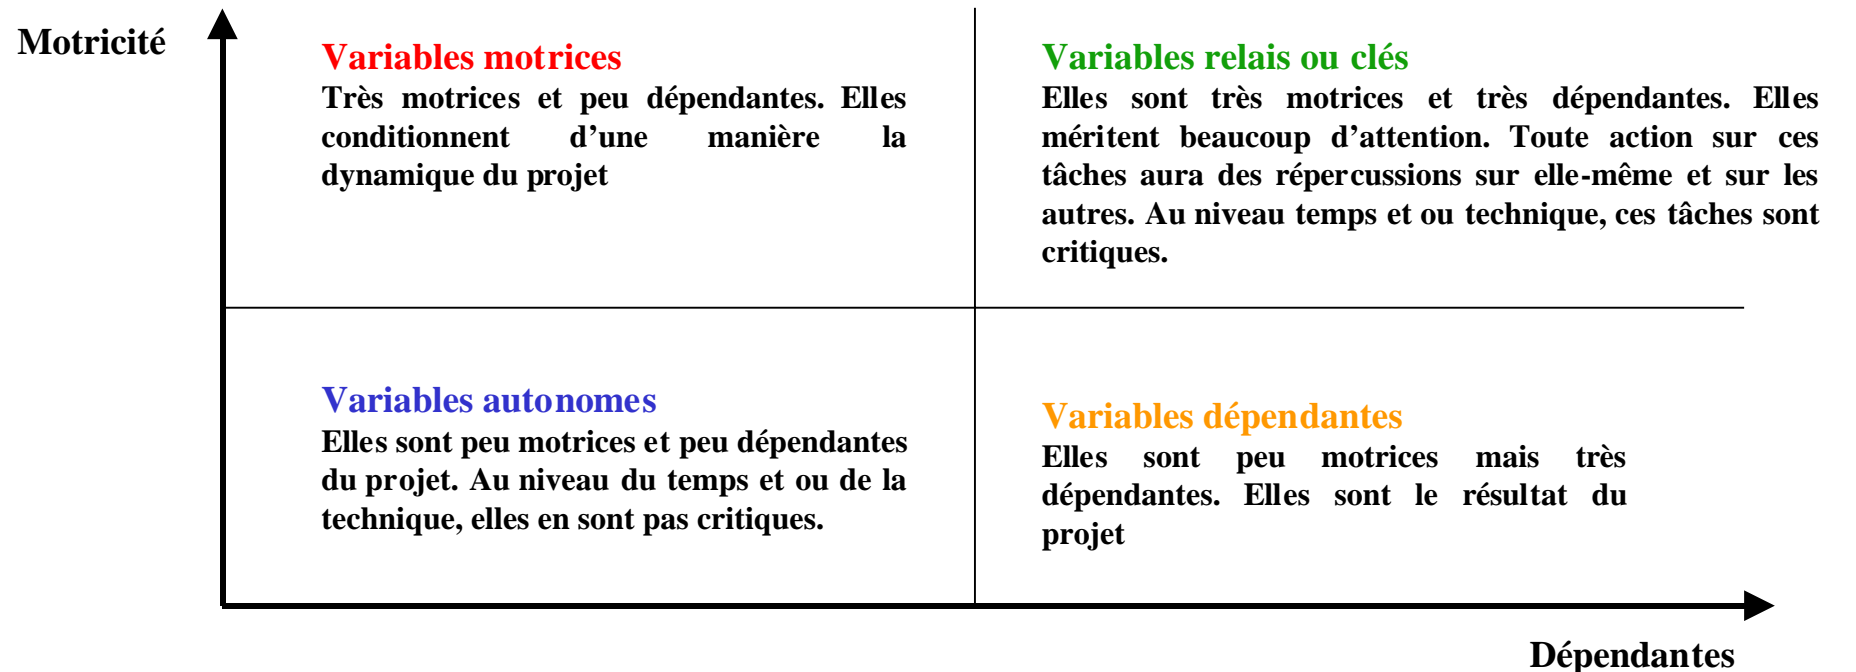 Motricité
Variables motrices
Très motrices et peu dépendantes. Elles
conditionnent d’une manière la
dynamique du projet
Variables relais ou clés
Elles sont très motrices et très dépendantes. Elles
méritent beaucoup d’attention. Toute action sur ces
tâches aura des répercussions sur elle-même et sur les
autres. Au niveau temps et ou technique, ces tâches sont
critiques.
Variables autonomes
Elles sont peu motrices et peu dépendantes
du projet. Au niveau du temps et ou de la
technique, elles en sont pas critiques.
Variables dépendantes
Elles sont peu motrices mais très
dépendantes. Elles sont le résultat du
projet
Dépendantes